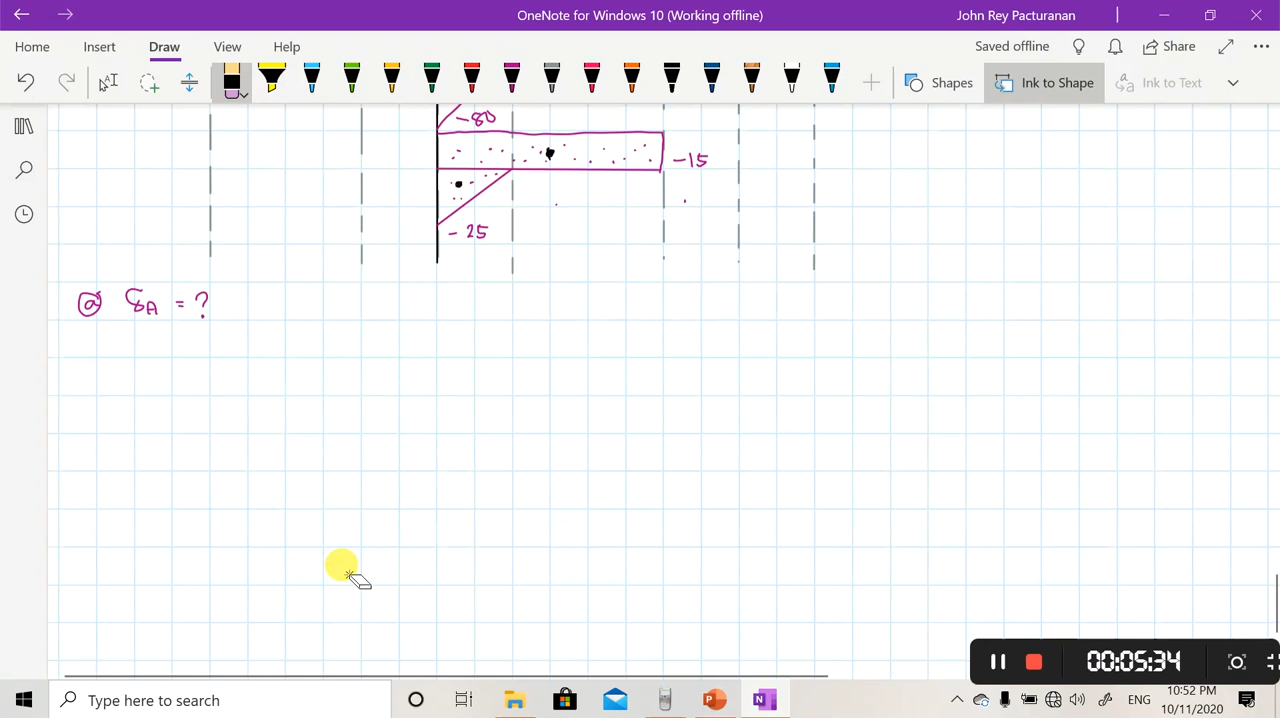 OneNote for Windows 10 (Working offline)
John Rey Pacturanan
Home Insert Draw View Help
Saved offline
Share
Shapes
Ink to Shape
Ink to Text
-80
-15
-25
ⓐ δA = ?
00:05:34
Type here to search
ENG
10:52 PM
10/11/2020